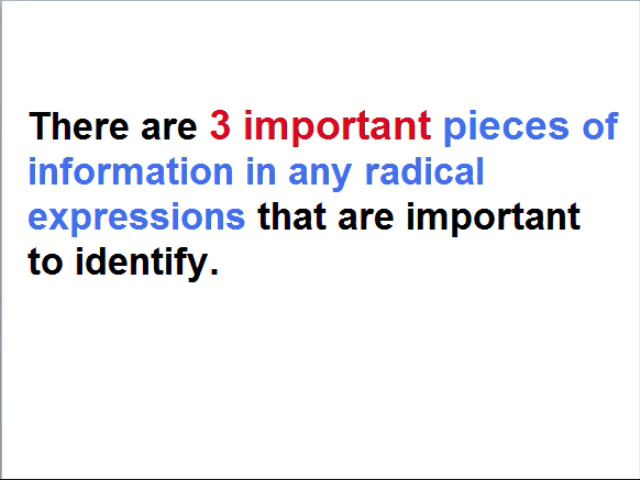 There are 3 important pieces of
information in any radical
expressions that are important
to identify.